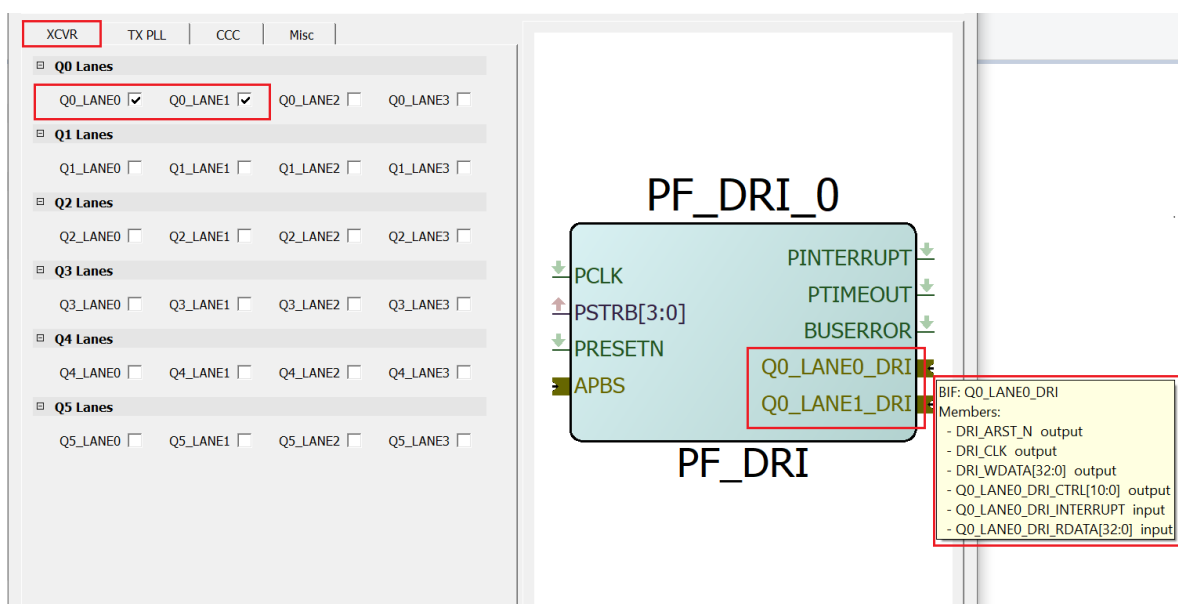 XCVR TX PLL CCC Misc
Q0 Lanes
Q0_LANE0 Q0_LANE1 Q0_LANE2 Q0_LANE3
Q1 Lanes
Q1_LANE0 Q1_LANE1 Q1_LANE2 Q1_LANE3
Q2 Lanes
Q2_LANE0 Q2_LANE1 Q2_LANE2 Q2_LANE3
Q3 Lanes
Q3_LANE0 Q3_LANE1 Q3_LANE2 Q3_LANE3
Q4 Lanes
Q4_LANE0 Q4_LANE1 Q4_LANE2 Q4_LANE3
Q5 Lanes
Q5_LANE0 Q5_LANE1 Q5_LANE2 Q5_LANE3
PF_DRI_0
PCLK
PSTRB[3:0]
PRESETN
APBS
PINTERRUPT
PTIMEOUT
BUSERROR
Q0_LANE0_DRI
Q0_LANE1_DRI
PF_DRI
BIF: Q0_LANE0_DRI
Members:
- DRI_ARST_N output
- DRI_CLK output
- DRI_WDATA[32:0] output
- Q0_LANE0_DRI_CTRL[10:0] output
- Q0_LANE0_DRI_INTERRUPT input
- Q0_LANE0_DRI_RDATA[32:0] input